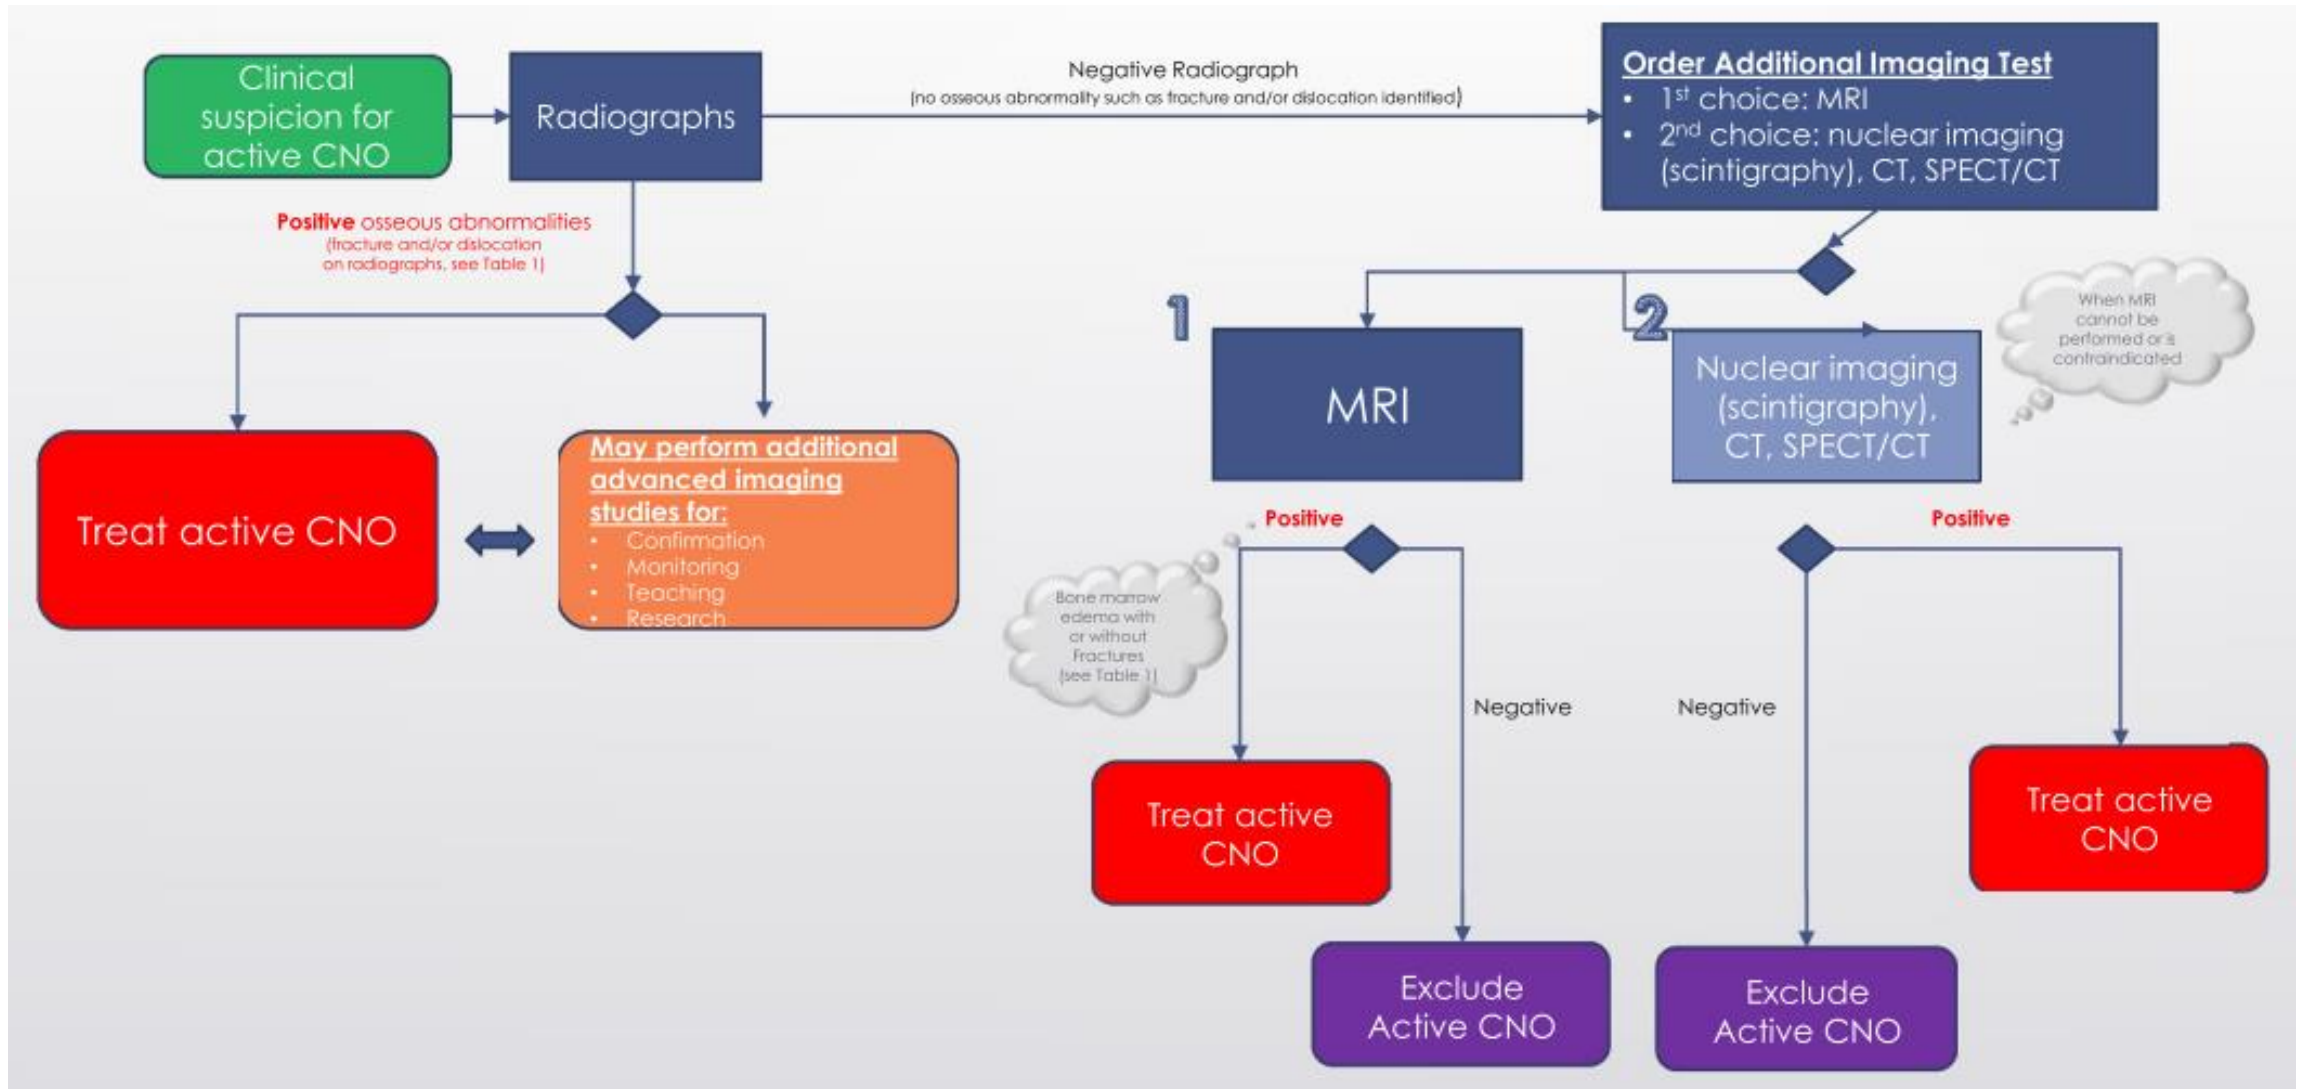 Clinical
suspicion for
active CNO
Radiographs
Negative Radiograph
(no osseous abnormality such as fracture and/or dislocation identified)
Order Additional Imaging Test
• 1st choice: MRI
• 2nd choice: nuclear imaging
(scintigraphy), CT, SPECT/CT
Positive osseous abnormalities
(fracture and/or dislocation
on radiographs, see Table 1)
Treat active CNO
May perform additional
advanced imaging
studies for:
• Confirmation
• Monitoring
• Teaching
• Research
1
MRI
2
Nuclear imaging
(scintigraphy),
CT, SPECT/CT
When MRI
cannot be
performed or is
contraindicated
Positive
Bone marrow
edema with
or without
Fractures
(see Table 1)
Negative
Treat active
CNO
Exclude
Active CNO
Positive
Negative
Treat active
CNO
Exclude
Active CNO